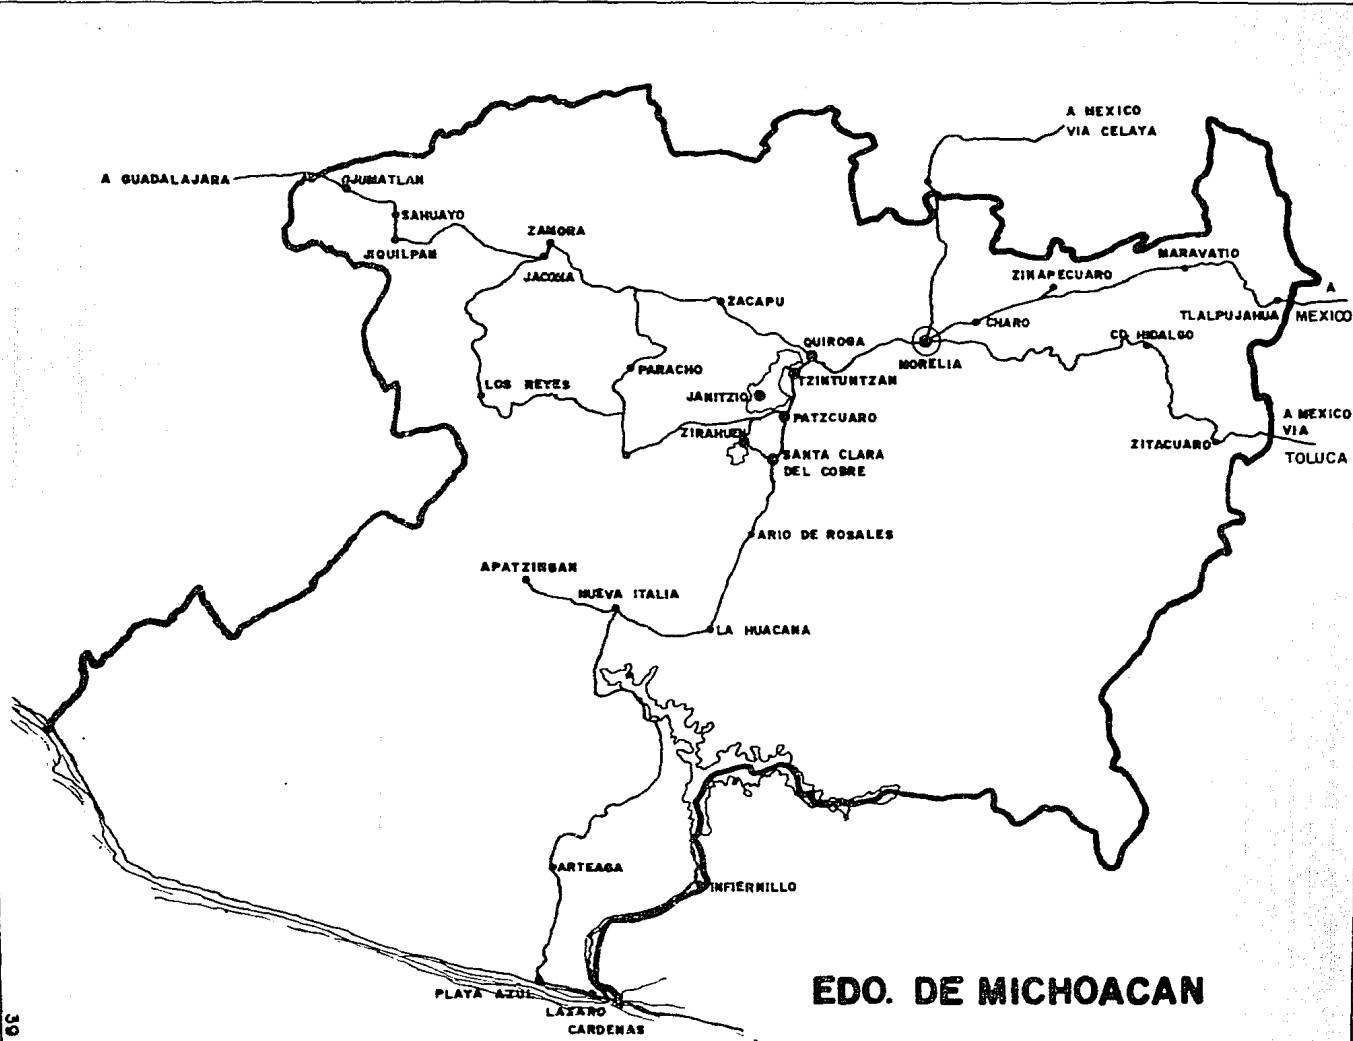 A MEXICO
VIA CELAYA
A GUADALAJARA
OJUMATLAN
SAHUAYO
JIQUILPAN
ZAMORA
JACONA
ZACAPU
MARAVATIO
ZINAPECUARO
A
MEXICO
TLALPUJAHUA
CHARO
CD. HIDALGO
QUIROGA
MORELIA
TZINTUNTZAN
PARACHO
LOS REYES
JANITZIO
PATZCUARO
A MEXICO
VIA
TOLUCA
ZIRAHUEN
ZITACUARO
SANTA CLARA
DEL COBRE
ARIO DE ROSALES
APATZINGAN
NUEVA ITALIA
LA HUACANA
ARTEAGA
INFIERNILLO
PLAYA AZUL
LAZARO
CARDENAS
EDO. DE MICHOACAN
39